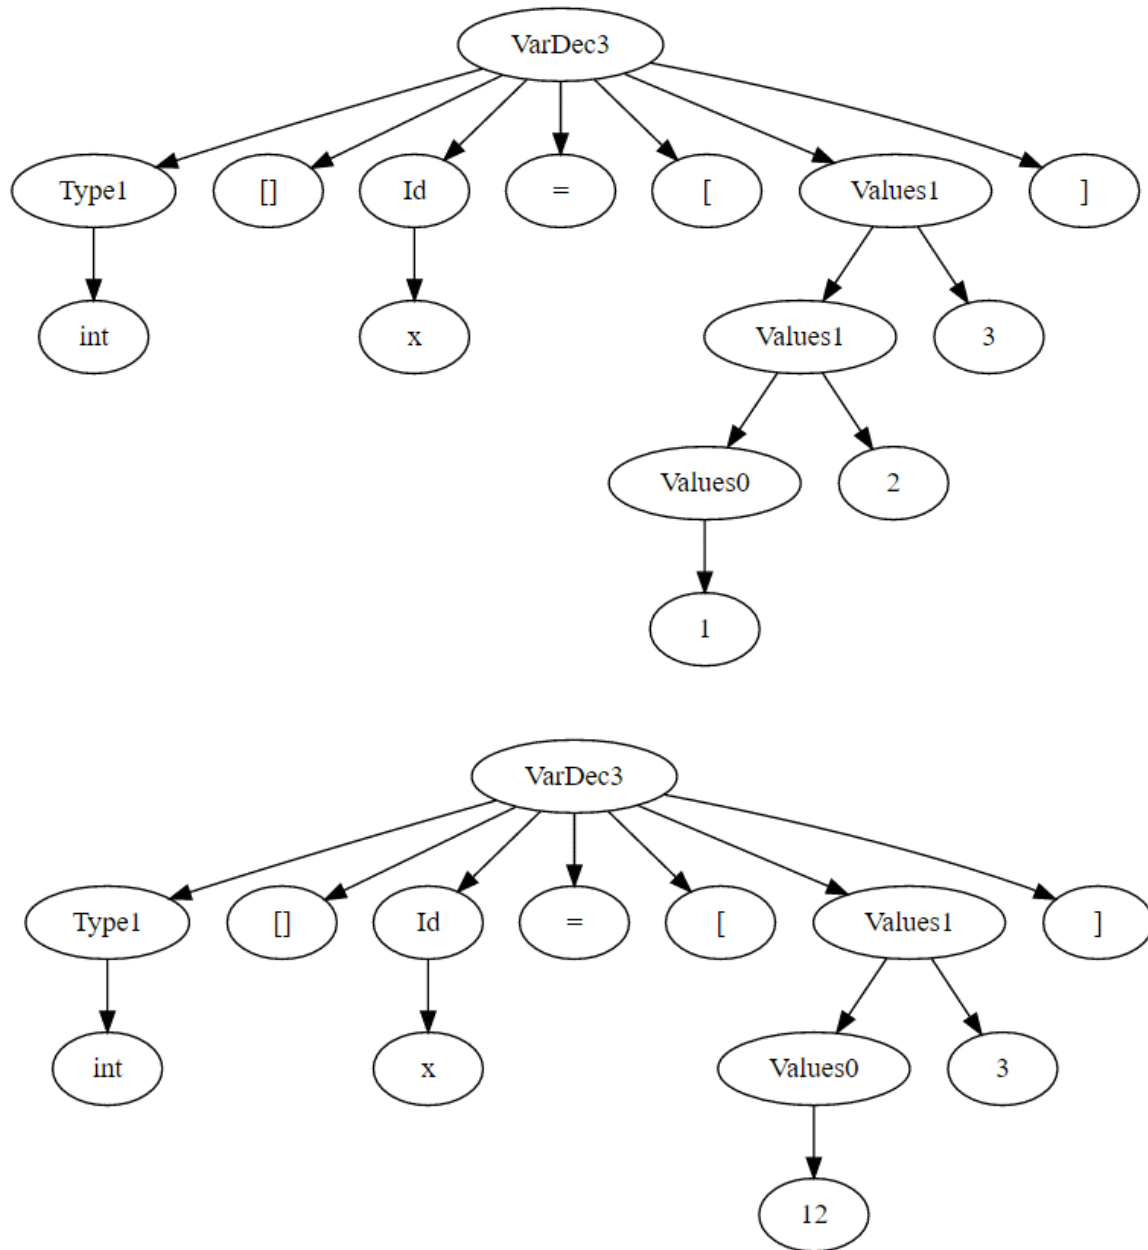 VarDec3
Type1 [] Id = [ Values1 ]
int x Values1 3
Values0 2
1
VarDec3
Type1 [] Id = [ Values1 ]
int x Values0 3
12